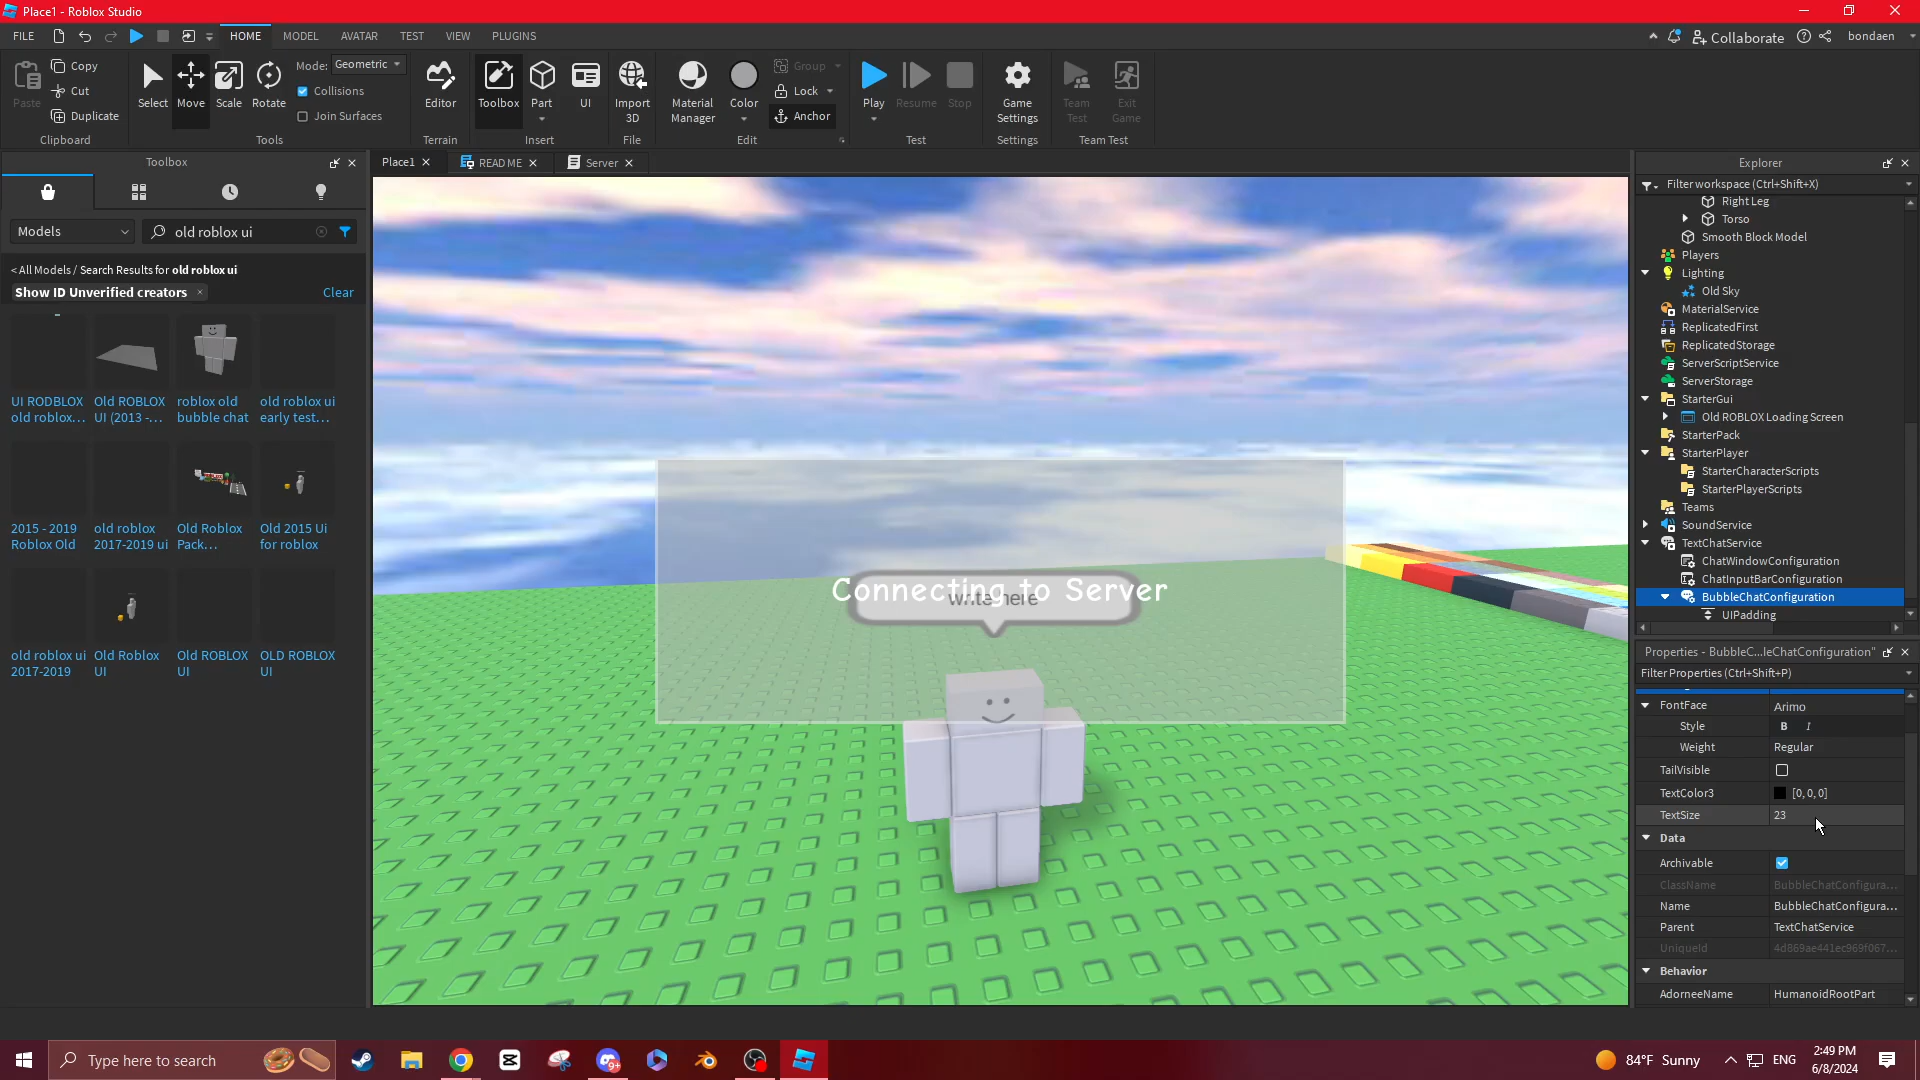 Place1 - Roblox Studio
FILE HOME MODEL AVATAR TEST VIEW PLUGINS Collaborate bondaen
Paste
Copy
Cut
Duplicate
Clipboard
Select Move Scale Rotate
Mode: Geometric
Collisions
Join Surfaces
Tools
Editor
Terrain
Toolbox Part UI
Insert
Import 3D
File
Material Manager
Color
Group
Lock
Anchor
Edit
Play Resume Stop
Test
Game Settings
Settings
Team Test
Exit Game
Team Test
Toolbox
Models
old roblox ui
< All Models / Search Results for old roblox ui
Show ID Unverified creators ×
Clear
UI RODBLOX old roblox...
Old ROBLOX UI (2013 -...
roblox old bubble chat
old roblox ui early test...
2015 - 2019 Roblox Old
old roblox 2017-2019 ui
Old Roblox Pack...
Old 2015 Ui for roblox
old roblox ui 2017-2019
Old Roblox UI
Old ROBLOX UI
OLD ROBLOX UI
Place1 README Server
Connecting to Server
write here
Explorer
Filter workspace (Ctrl+Shift+X)
Right Leg
Torso
Smooth Block Model
Players
Lighting
Old Sky
MaterialService
ReplicatedFirst
ReplicatedStorage
ServerScriptService
ServerStorage
StarterGui
Old ROBLOX Loading Screen
StarterPack
StarterPlayer
StarterCharacterScripts
StarterPlayerScripts
Teams
SoundService
TextChatService
ChatWindowConfiguration
ChatInputBarConfiguration
BubbleChatConfiguration
UIPadding
Properties - BubbleC...leChatConfiguration"
Filter Properties (Ctrl+Shift+P)
FontFace Arimo
Style B I
Weight Regular
TailVisible
TextColor3 [0, 0, 0]
TextSize 23
Data
Archivable
ClassName BubbleChatConfigura...
Name BubbleChatConfigura...
Parent TextChatService
UniqueId 4d869ae441ec969f067...
Behavior
AdorneeName HumanoidRootPart
Type here to search
9+
84°F Sunny
ENG
2:49 PM
6/8/2024